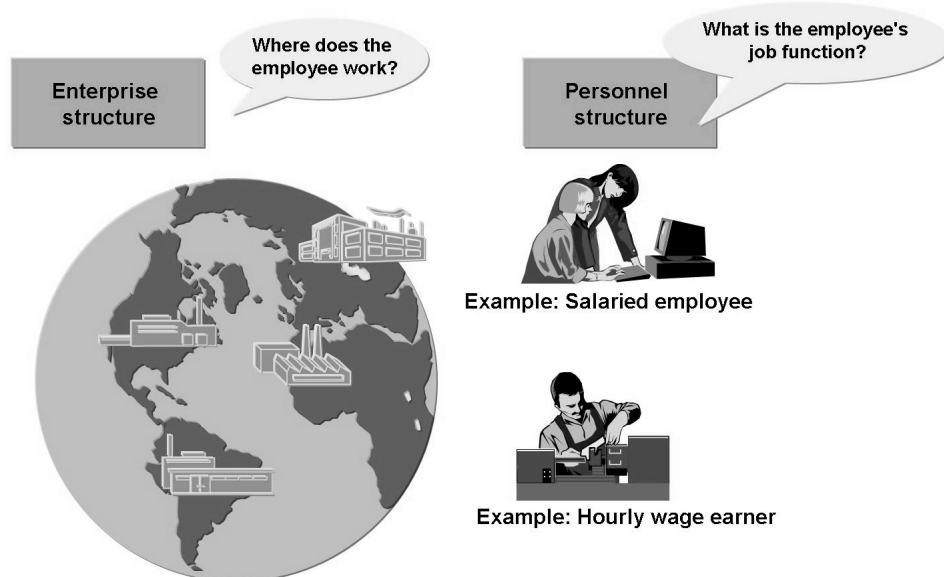 Where does the
employee work?
Enterprise
structure
What is the employee's
job function?
Personnel
structure
Example: Salaried employee
Example: Hourly wage earner